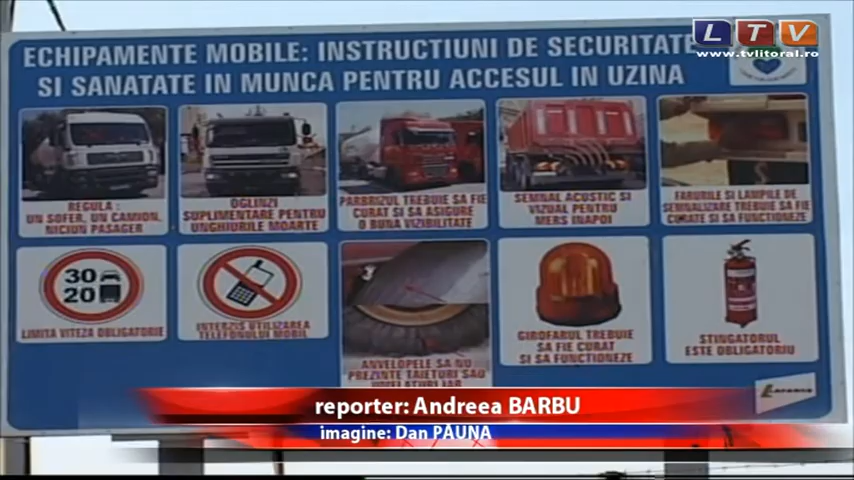 LTV
www.tvlitoral.ro
ECHIPAMENTE MOBILE: INSTRUCTIUNI DE SECURITATE
SI SANATATE IN MUNCA PENTRU ACCESUL IN UZINA
REGULA:
UN SOFER, UN CAMION,
NICIUN PASAGER
OGLINZI
SUPLIMENTARE PENTRU
UNGHIURILE MOARTE
PARBRIZUL TREBUIE SA FIE
CURAT SI SA ASIGURE
O BUNA VIZIBILITATE
SEMNAL ACUSTIC SI
VIZUAL PENTRU
MERS INAPOI
FARURILE SI LAMPILE DE
SEMNALIZARE TREBUIE SA FIE
CURATE SI SA FUNCTIONEZE
30
20
LIMITA VITEZA OBLIGATORIE
INTERZIS UTILIZAREA
TELEFONULUI MOBIL
ANVELOPELE SA NU
PREZINTE TAIETURI SAU
GIROFARUL TREBUIE
SA FIE CURAT
SI SA FUNCTIONEZE
STINGATORUL
ESTE OBLIGATORIU
LAFARGE
reporter: Andreea BARBU
imagine: Dan PAUNA